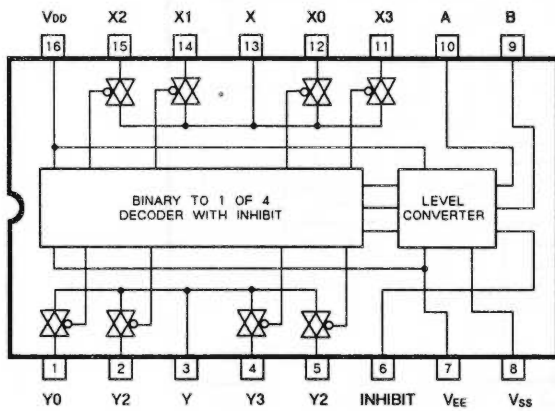 VDD X2 X1 X X0 X3 A B
16 15 14 13 12 11 10 9
BINARY TO 1 OF 4
DECODER WITH INHIBIT
LEVEL
CONVERTER
1 2 3 4 5 6 7 8
Y0 Y2 Y Y3 Y2 INHIBIT VEE VSS